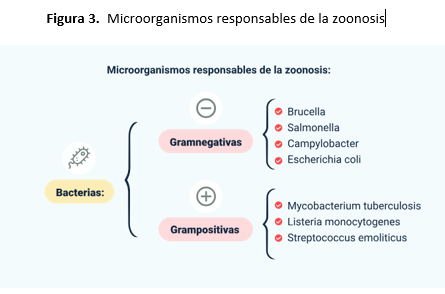 Figura 3. Microorganismos responsables de la zoonosis
Microorganismos responsables de la zoonosis:
Bacterias:
Gramnegativas
Brucella
Salmonella
Campylobacter
Escherichia coli
Grampositivas
Mycobacterium tuberculosis
Listeria monocytogenes
Streptococcus emoliticus